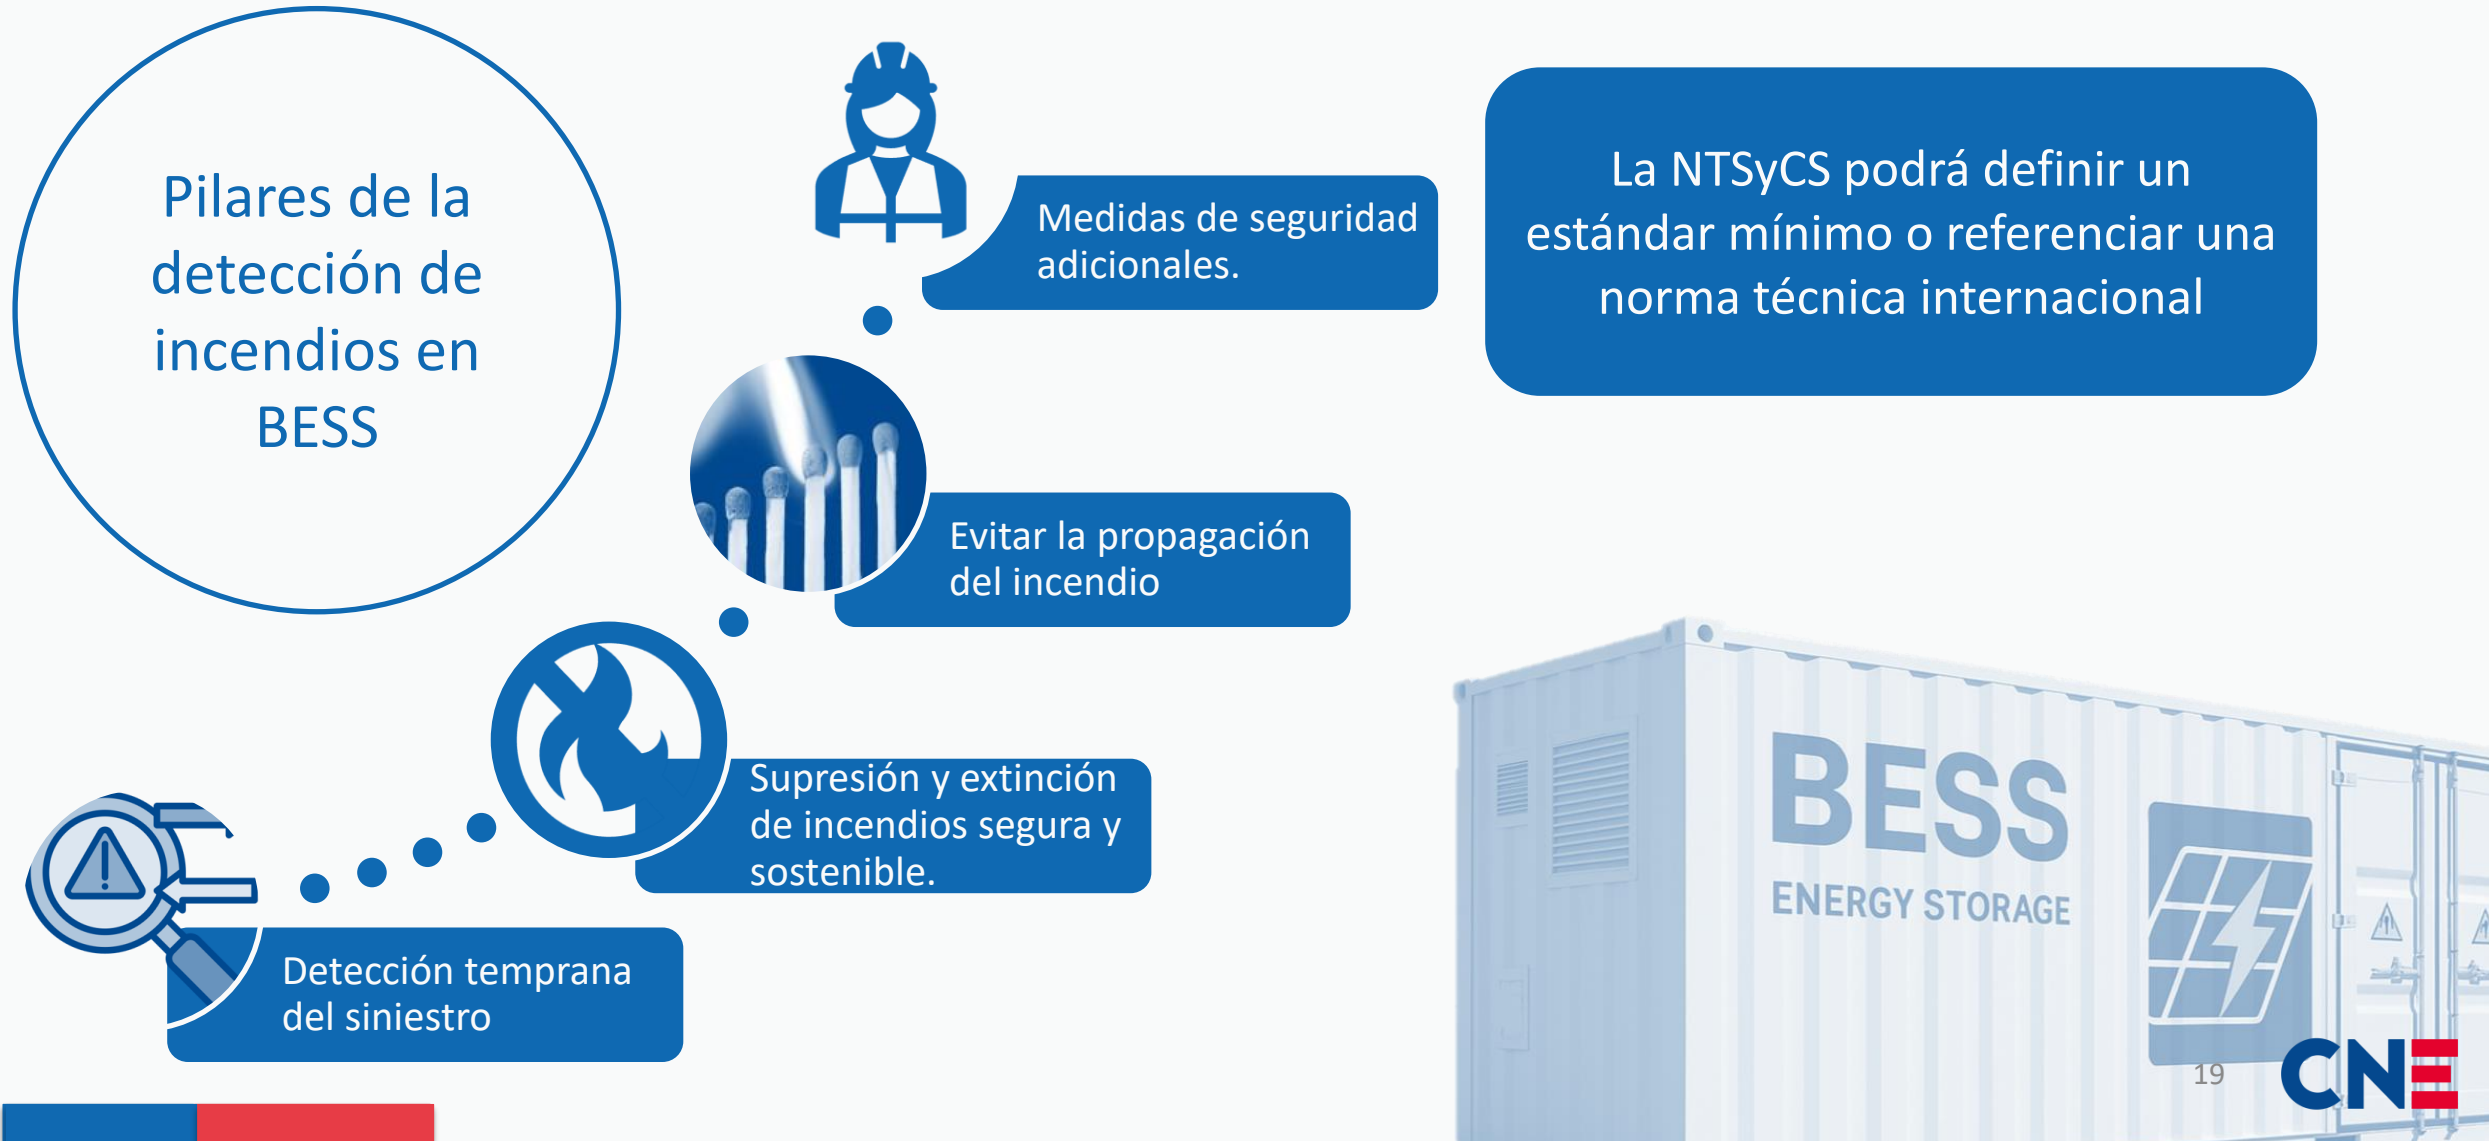 Pilares de la
detección de
incendios en
BESS
Medidas de seguridad
adicionales.
La NTSyCS podrá definir un
estándar mínimo o referenciar una
norma técnica internacional
Evitar la propagación
del incendio
Supresión y extinción
de incendios segura y
sostenible.
Detección temprana
del siniestro
BESS
ENERGY STORAGE
19
CNE